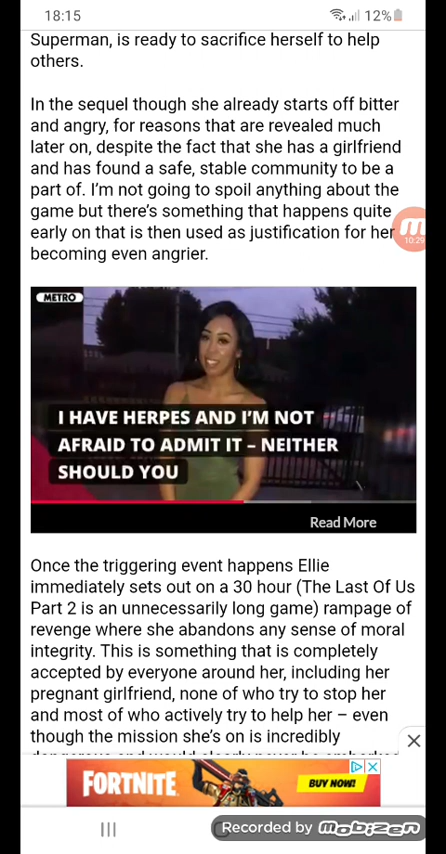 18:15
12%
Superman, is ready to sacrifice herself to help
others.
In the sequel though she already starts off bitter
and angry, for reasons that are revealed much
later on, despite the fact that she has a girlfriend
and has found a safe, stable community to be a
part of. I’m not going to spoil anything about the
game but there’s something that happens quite
early on that is then used as justification for her
becoming even angrier.
10:29
METRO
I HAVE HERPES AND I’M NOT
AFRAID TO ADMIT IT – NEITHER
SHOULD YOU
Read More
Once the triggering event happens Ellie
immediately sets out on a 30 hour (The Last Of Us
Part 2 is an unnecessarily long game) rampage of
revenge where she abandons any sense of moral
integrity. This is something that is completely
accepted by everyone around her, including her
pregnant girlfriend, none of who try to stop her
and most of who actively try to help her – even
though the mission she’s on is incredibly
FORTNITE
BUY NOW!
Recorded by mobizen